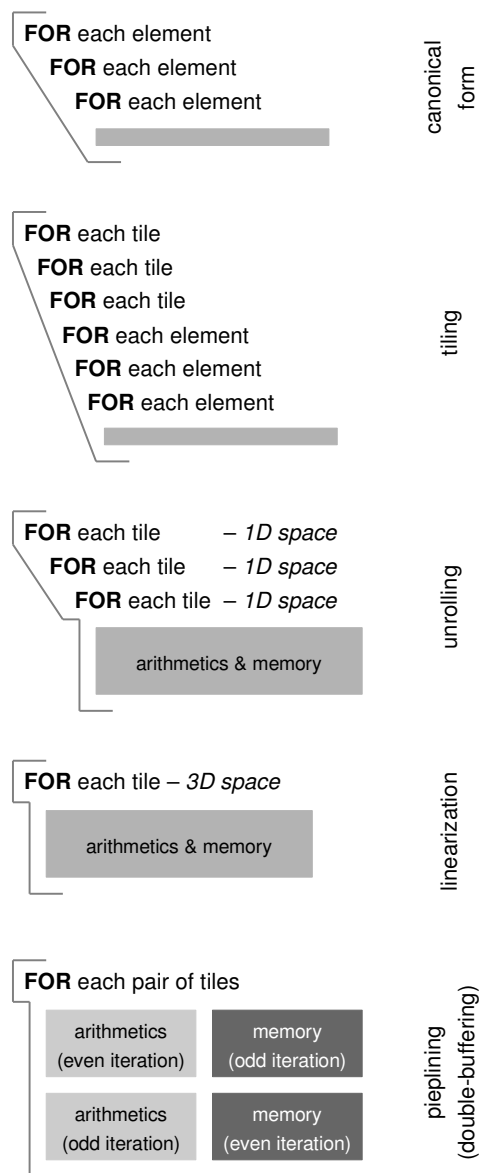 FOR each element
FOR each element
FOR each element
canonical
form
FOR each tile
FOR each tile
FOR each tile
FOR each element
FOR each element
FOR each element
tiling
FOR each tile – 1D space
FOR each tile – 1D space
FOR each tile – 1D space
arithmetics & memory
unrolling
FOR each tile – 3D space
arithmetics & memory
linearization
FOR each pair of tiles
arithmetics
(even iteration)
memory
(odd iteration)
arithmetics
(odd iteration)
memory
(even iteration)
pieplining
(double-buffering)